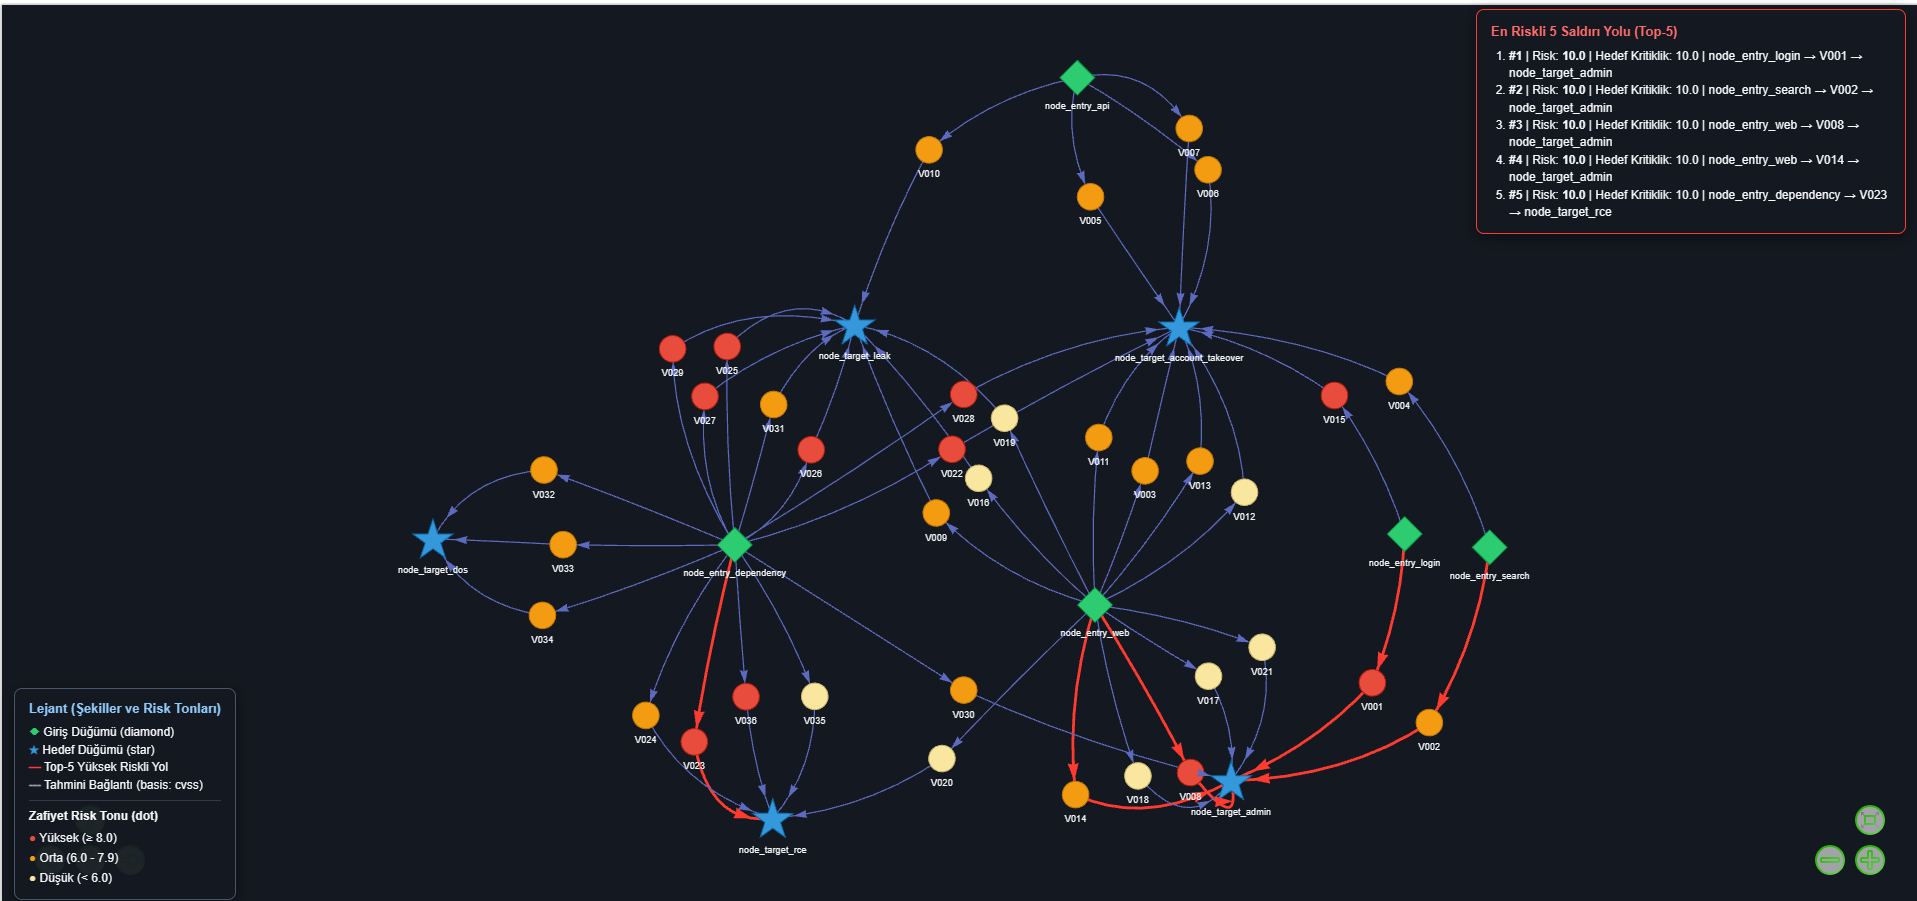 En Riskli 5 Saldırı Yolu (Top-5)
1. #1 | Risk: 10.0 | Hedef Kritiklik: 10.0 | node_entry_login → V001 →
node_target_admin
2. #2 | Risk: 10.0 | Hedef Kritiklik: 10.0 | node_entry_search → V002 →
node_target_admin
3. #3 | Risk: 10.0 | Hedef Kritiklik: 10.0 | node_entry_web → V008 →
node_target_admin
4. #4 | Risk: 10.0 | Hedef Kritiklik: 10.0 | node_entry_web → V014 →
node_target_admin
5. #5 | Risk: 10.0 | Hedef Kritiklik: 10.0 | node_entry_dependency → V023
→ node_target_rce
node_entry_api
V007
V010
V006
V005
node_target_leak
node_target_account_takeover
V029
V025
V027
V031
V028
V019
V004
V015
V026
V022
V011
V016
V003
V013
V012
V032
V009
V033
node_target_dos
node_entry_dependency
node_entry_login
node_entry_search
V034
node_entry_web
V021
V017
V001
V036
V035
V030
V024
V002
V023
V020
V018
V008
V014
node_target_admin
node_target_rce
Lejant (Şekiller ve Risk Tonları)
Giriş Düğümü (diamond)
Hedef Düğümü (star)
Top-5 Yüksek Riskli Yol
Tahmini Bağlantı (basis: cvss)
Zafiyet Risk Tonu (dot)
Yüksek (≥ 8.0)
Orta (6.0 - 7.9)
Düşük (< 6.0)